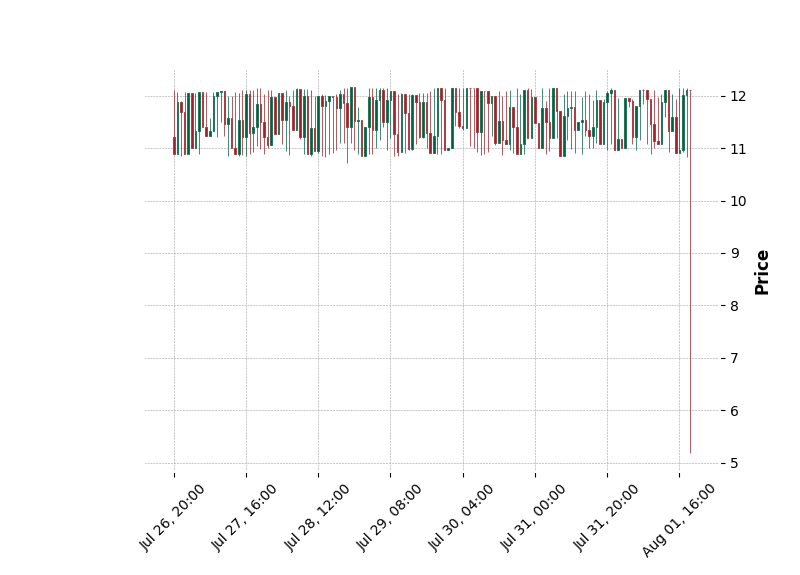 12
11
10
9
8
7
6
5
Price
Jul 26, 20:00
Jul 27, 16:00
Jul 28, 12:00
Jul 29, 08:00
Jul 30, 04:00
Jul 31, 00:00
Jul 31, 20:00
Aug 01, 16:00